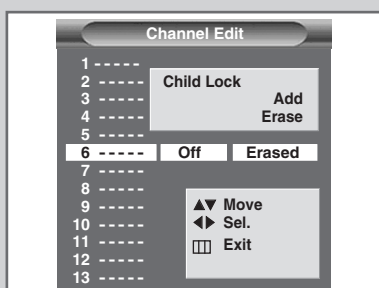 Channel Edit
1 - - - - -
2 - - - - -
3 - - - - -
4 - - - - -
5 - - - - -
Child Lock
Add
Erase
6 - - - - - Off Erased
7 - - - - -
8 - - - - -
9 - - - - -
10 - - - - -
11 - - - - -
12 - - - - -
13 - - - - -
▲▼ Move
◀▶ Sel.
Exit